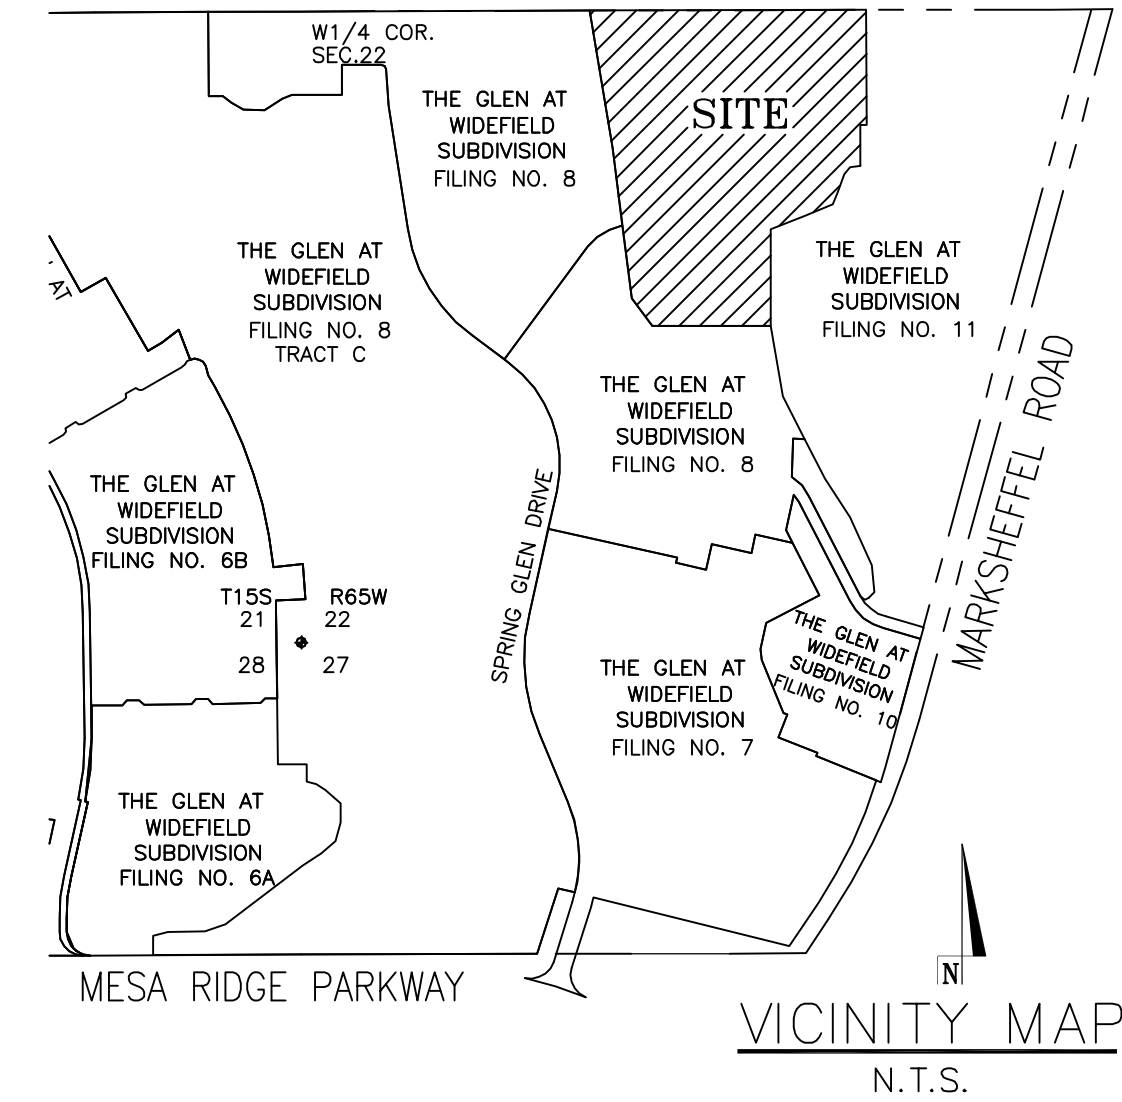 W1/4 COR.
SEC.22
THE GLEN AT
WIDEFIELD
SUBDIVISION
FILING NO. 8
SITE
THE GLEN AT
WIDEFIELD
SUBDIVISION
FILING NO. 8
TRACT C
THE GLEN AT
WIDEFIELD
SUBDIVISION
FILING NO. 11
AT
THE GLEN AT
WIDEFIELD
SUBDIVISION
FILING NO. 8
MARKSHEFFEL ROAD
THE GLEN AT
WIDEFIELD
SUBDIVISION
FILING NO. 6B
SPRING GLEN DRIVE
T15S R65W
21 22
28 27
THE GLEN AT
WIDEFIELD
SUBDIVISION
FILING NO. 10
THE GLEN AT
WIDEFIELD
SUBDIVISION
FILING NO. 7
THE GLEN AT
WIDEFIELD
SUBDIVISION
FILING NO. 6A
MESA RIDGE PARKWAY
N
VICINITY MAP
N.T.S.